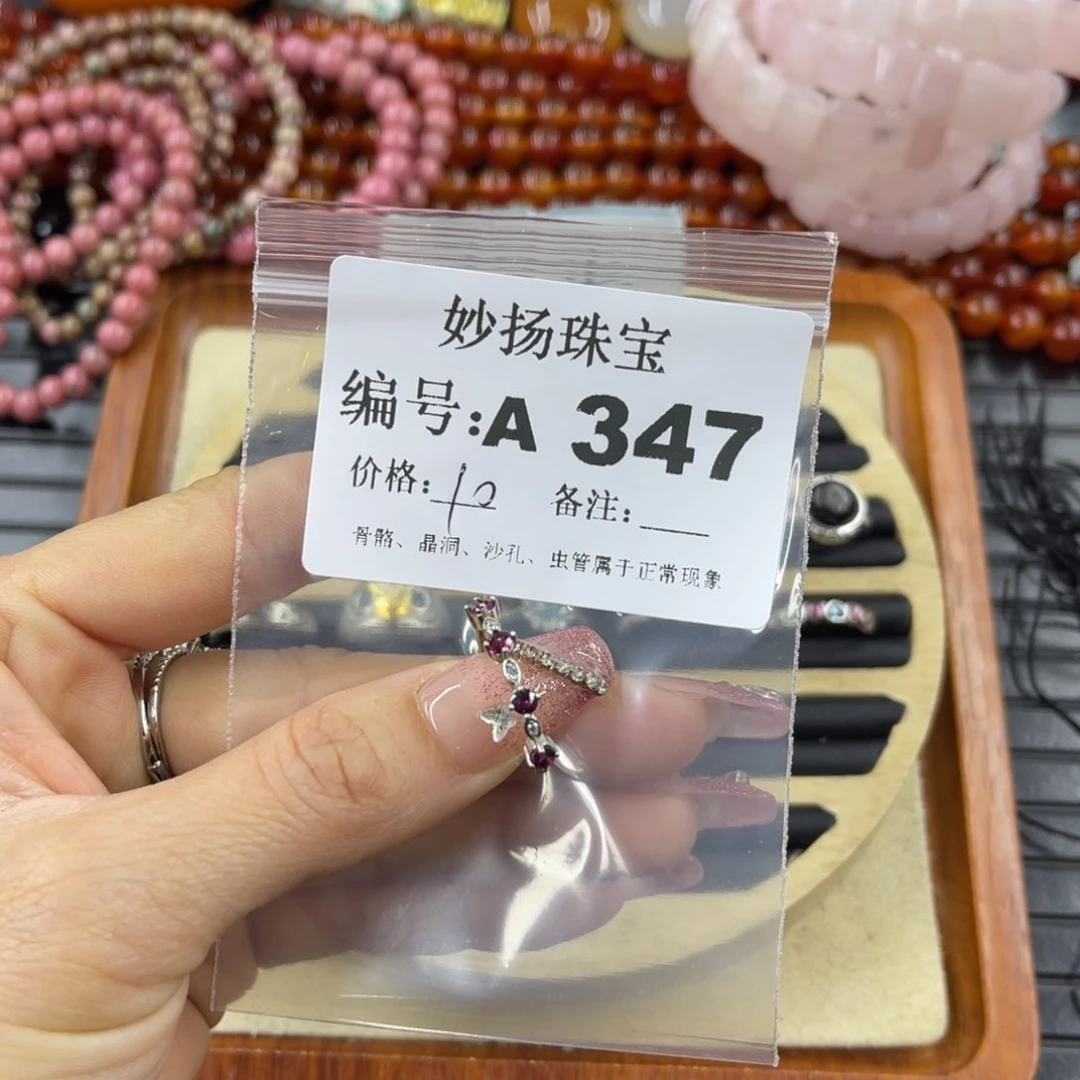 妙扬珠宝
编号:A 347
价格:10 备注:
骨骼、晶洞、沙孔、虫管属于正常现象